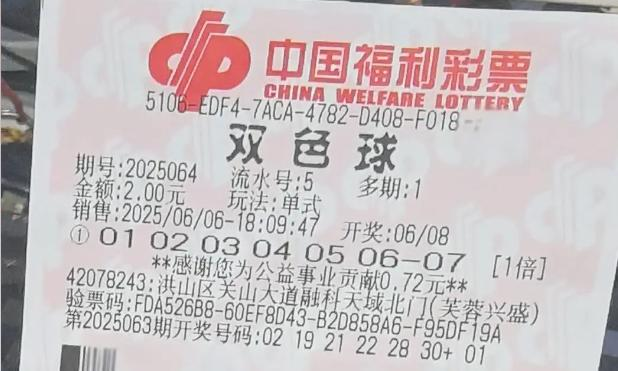 中国福利彩票
CHINA WELFARE LOTTERY
510B-EDF4-7ACA-4782-D408-F018
双色球
期号:2025064 流水号:5 多期:1
金额:2.00元 玩法:单式
销售:2025/06/06-18:09:47 开奖:06/08
① 01 02 03 04 05 06-07 [1倍]
**感谢您为公益事业贡献0.72元**
42078243:洪山区关山大道融科天域北门(芙蓉兴盛)
验票码:FDA526B8-60EF8D43-B2D858A6-F95DF19A
第2025063期开奖号码:02 19 21 22 28 30+ 01